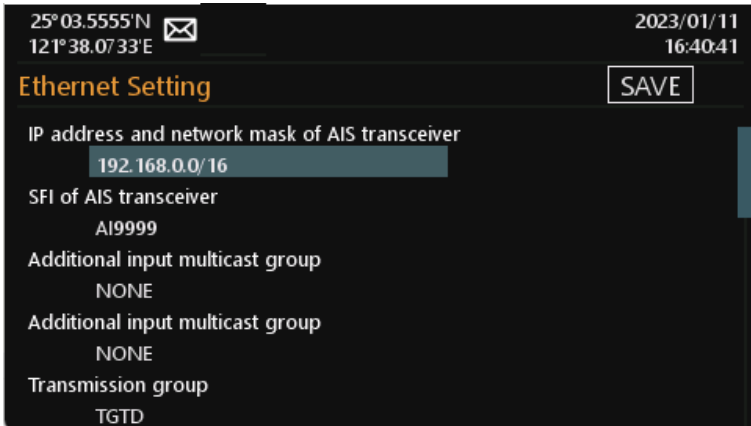 25°03.5555'N
2023/01/11
121°38.0733'E
16:40:41
Ethernet Setting
SAVE
IP address and network mask of AIS transceiver
192.168.0.0/16
SFI of AIS transceiver
AI9999
Additional input multicast group
NONE
Additional input multicast group
NONE
Transmission group
TGTD